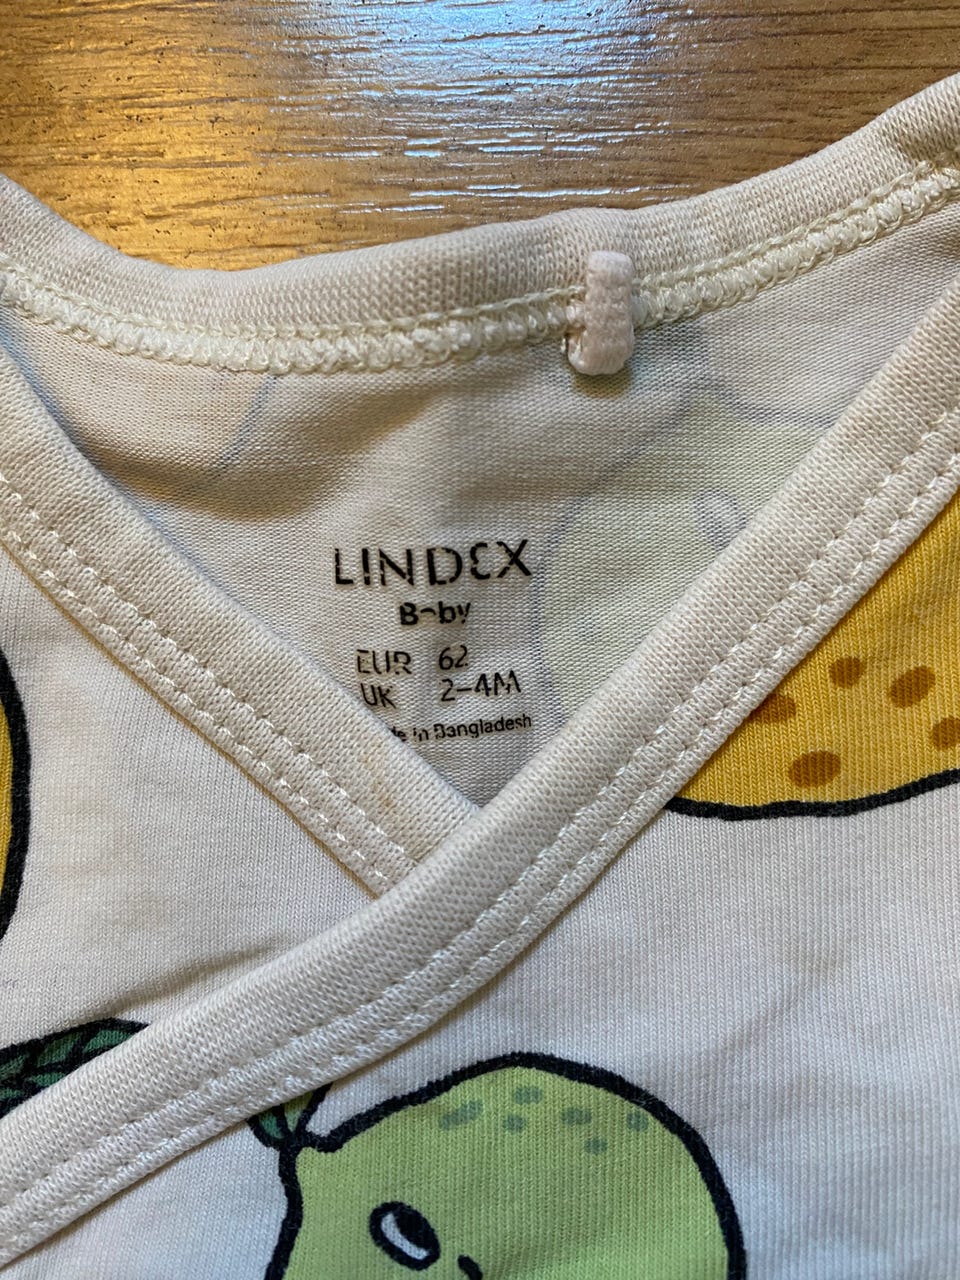 LINDEX
Baby
EUR 62
UK 2-4M
in Bangladesh